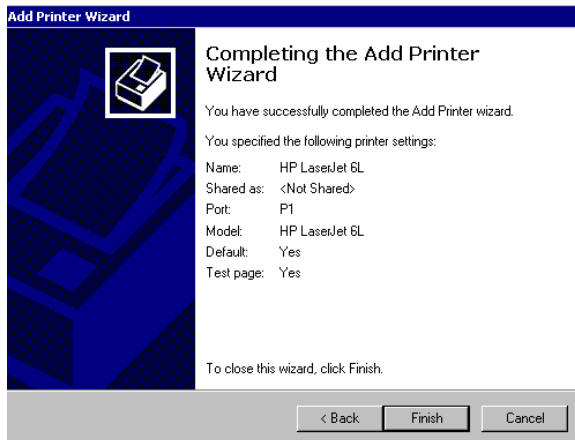 Add Printer Wizard
Completing the Add Printer
Wizard
You have successfully completed the Add Printer wizard.
You specified the following printer settings:
Name: HP LaserJet 6L
Shared as: <Not Shared>
Port: P1
Model: HP LaserJet 6L
Default: Yes
Test page: Yes
To close this wizard, click Finish.
< Back Finish Cancel